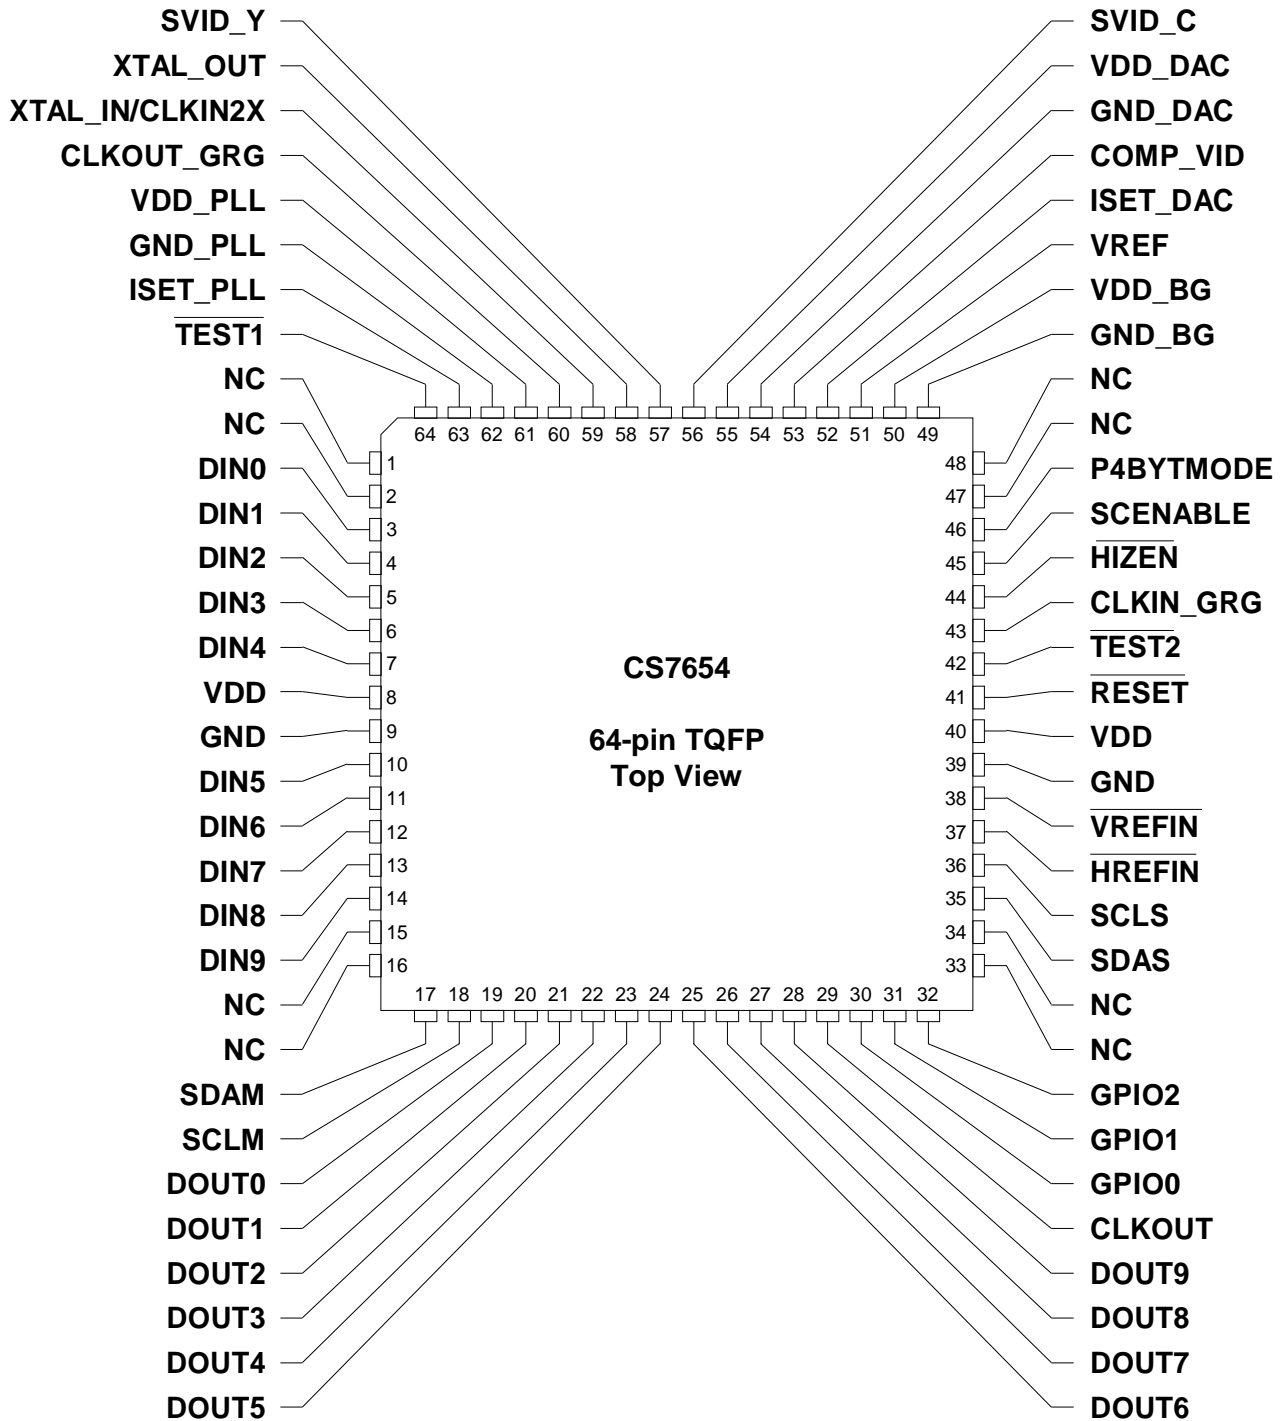 SVID_Y
XTAL_OUT
XTAL_IN/CLKIN2X
CLKOUT_GRG
VDD_PLL
GND_PLL
ISET_PLL
TEST1
NC
NC
DIN0
DIN1
DIN2
DIN3
DIN4
VDD
GND
DIN5
DIN6
DIN7
DIN8
DIN9
NC
NC
SDAM
SCLM
DOUT0
DOUT1
DOUT2
DOUT3
DOUT4
DOUT5
64 63 62 61 60 59 58 57 56 55 54 53 52 51 50 49
1
2
3
4
5
6
7
8
9
10
11
12
13
14
15
16
CS7654
64-pin TQFP
Top View
48
47
46
45
44
43
42
41
40
39
38
37
36
35
34
33
17 18 19 20 21 22 23 24 25 26 27 28 29 30 31 32
SVID_C
VDD_DAC
GND_DAC
COMP_VID
ISET_DAC
VREF
VDD_BG
GND_BG
NC
NC
P4BYTMODE
SCENABLE
HIZEN
CLKIN_GRG
TEST2
RESET
VDD
GND
VREFIN
HREFIN
SCLS
SDAS
NC
NC
GPIO2
GPIO1
GPIO0
CLKOUT
DOUT9
DOUT8
DOUT7
DOUT6